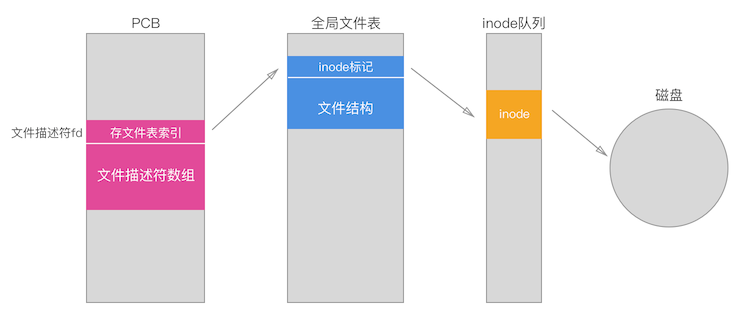 PCB
全局文件表
inode队列
磁盘
inode标记
文件结构
inode
文件描述符fd
存文件表索引
文件描述符数组